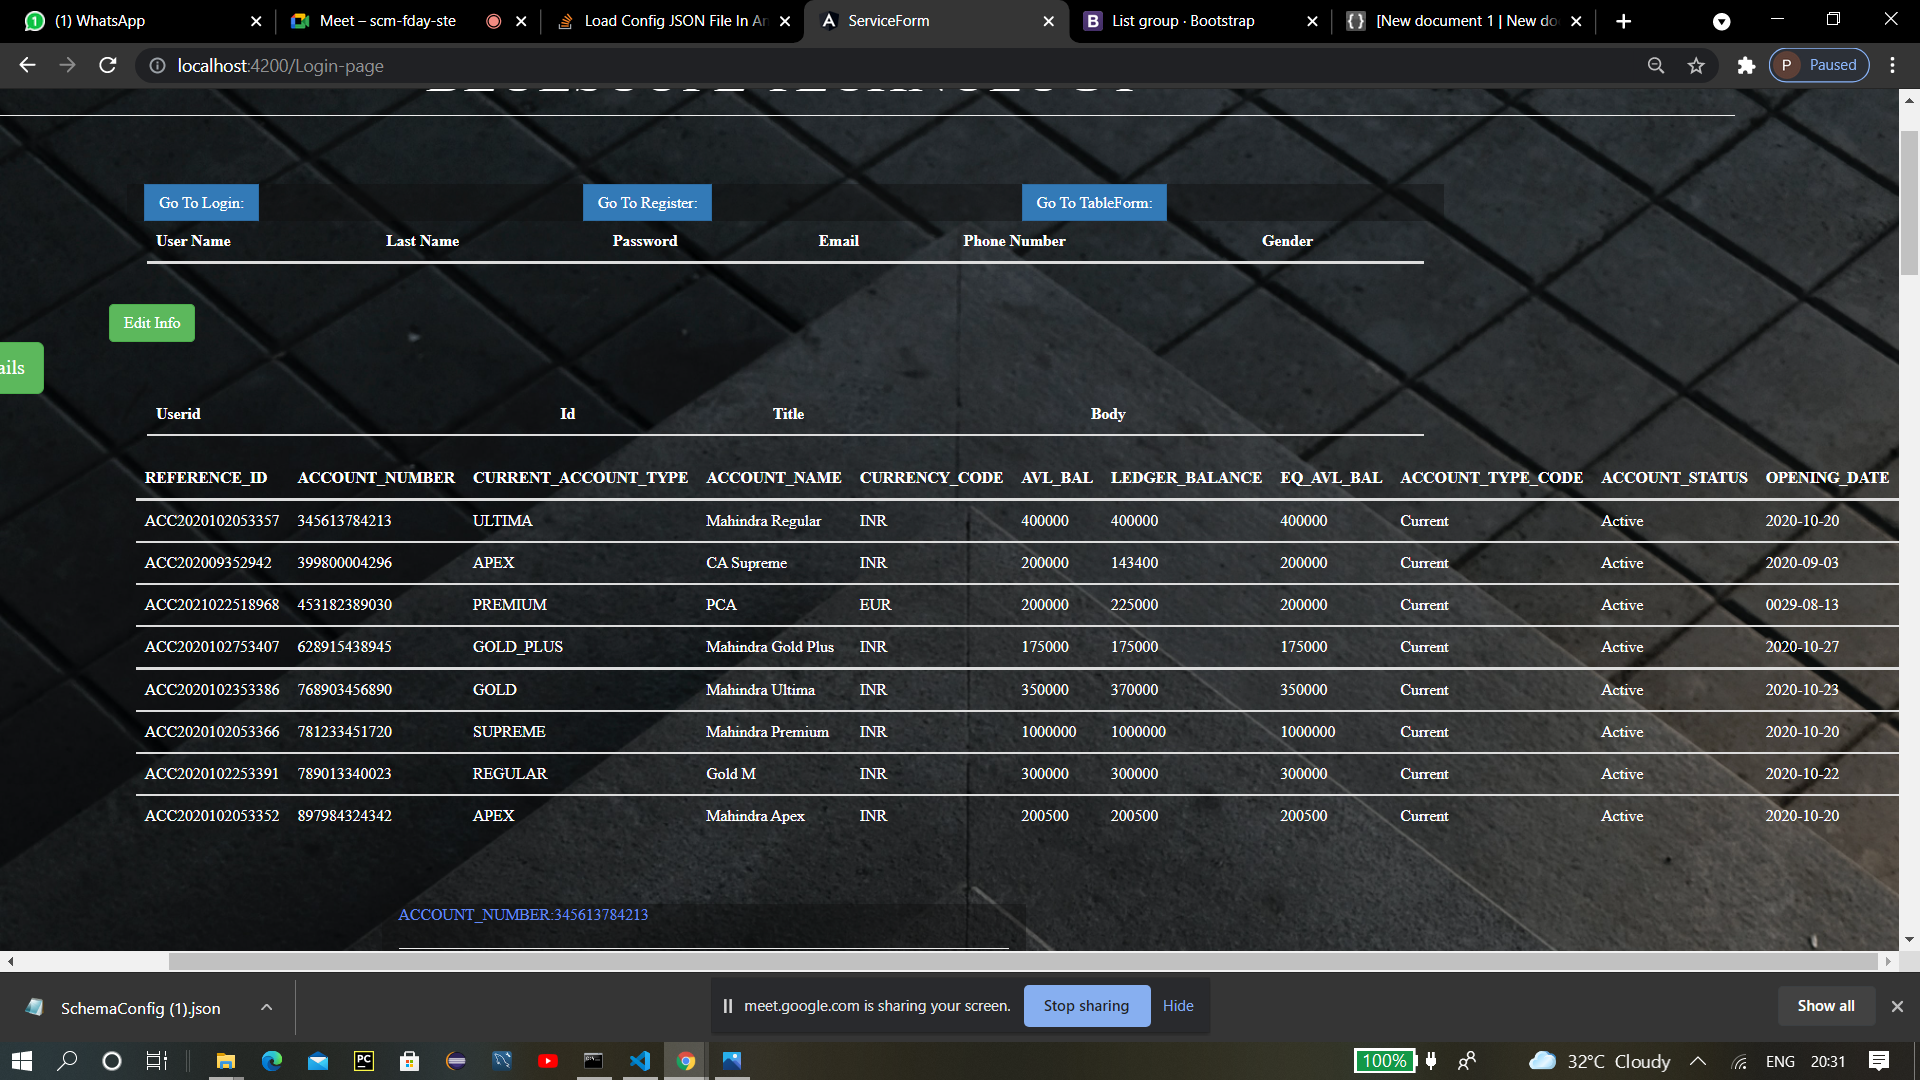 (1) WhatsApp
Meet – scm-fday-ste
Load Config JSON File In An
ServiceForm
List group · Bootstrap
[New document 1 | New do
localhost:4200/Login-page
P Paused
Go To Login: Go To Register: Go To TableForm:
User Name Last Name Password Email Phone Number Gender
Edit Info
ails
Userid Id Title Body
REFERENCE_ID ACCOUNT_NUMBER CURRENT_ACCOUNT_TYPE ACCOUNT_NAME CURRENCY_CODE AVL_BAL LEDGER_BALANCE EQ_AVL_BAL ACCOUNT_TYPE_CODE ACCOUNT_STATUS OPENING_DATE
ACC2020102053357 345613784213 ULTIMA Mahindra Regular INR 400000 400000 400000 Current Active 2020-10-20
ACC202009352942 399800004296 APEX CA Supreme INR 200000 143400 200000 Current Active 2020-09-03
ACC2021022518968 453182389030 PREMIUM PCA EUR 200000 225000 200000 Current Active 0029-08-13
ACC2020102753407 628915438945 GOLD_PLUS Mahindra Gold Plus INR 175000 175000 175000 Current Active 2020-10-27
ACC2020102353386 768903456890 GOLD Mahindra Ultima INR 350000 370000 350000 Current Active 2020-10-23
ACC2020102053366 781233451720 SUPREME Mahindra Premium INR 1000000 1000000 1000000 Current Active 2020-10-20
ACC2020102253391 789013340023 REGULAR Gold M INR 300000 300000 300000 Current Active 2020-10-22
ACC2020102053352 897984324342 APEX Mahindra Apex INR 200500 200500 200500 Current Active 2020-10-20
ACCOUNT_NUMBER:345613784213
SchemaConfig (1).json
meet.google.com is sharing your screen. Stop sharing Hide
Show all
PC
100% 32°C Cloudy ENG 20:31